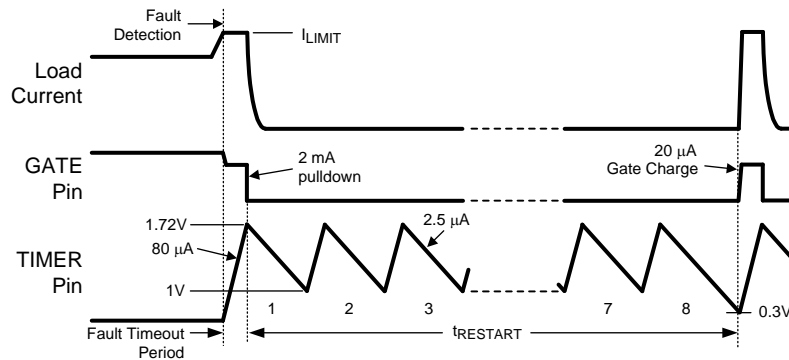 Fault
Detection
ILIMIT
Load
Current
GATE
Pin
2 mA
pulldown
20 μA
Gate Charge
1.72V
80 μA
2.5 μA
TIMER
Pin
1V
1
2
3
7
8
0.3V
Fault Timeout
Period
tRESTART